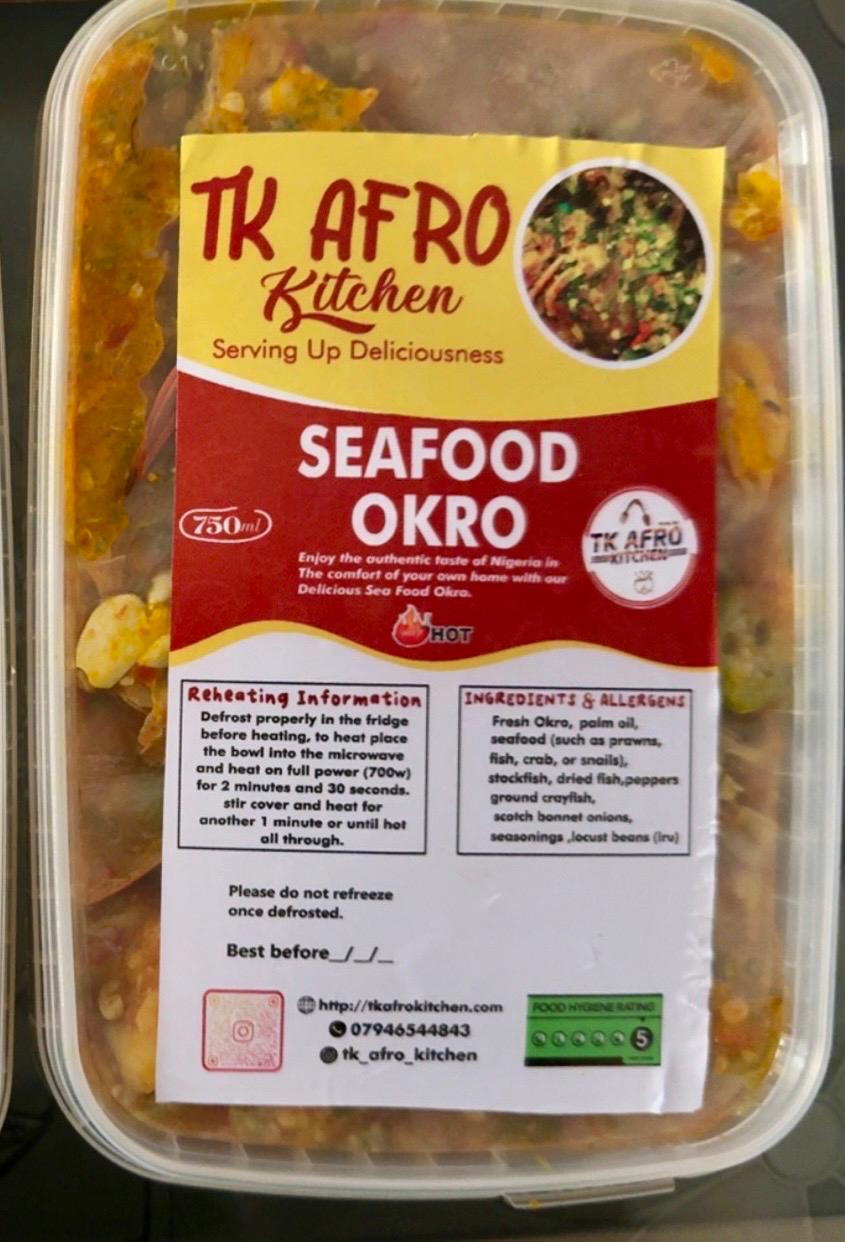 TK AFRO
Kitchen
Serving Up Deliciousness
SEAFOOD
OKRO
750ml
Enjoy the authentic taste of Nigeria in
The comfort of your own home with our
Delicious Sea Food Okro.
HOT
TK AFRO
KITCHEN
Reheating Information
Defrost properly in the fridge
before heating, to heat place
the bowl into the microwave
and heat on full power (700w)
for 2 minutes and 30 seconds.
stir cover and heat for
another 1 minute or until hot
all through.
INGREDIENTS & ALLERGENS
Fresh Okro, palm oil,
seafood (such as prawns,
fish, crab, or snails),
stockfish, dried fish,peppers
ground crayfish,
scotch bonnet onions,
seasonings ,locust beans (iru)
Please do not refreeze
once defrosted.
Best before_/_/_
http://tkafrokitchen.com
07946544843
tk_afro_kitchen
FOOD HYGIENE RATING
5